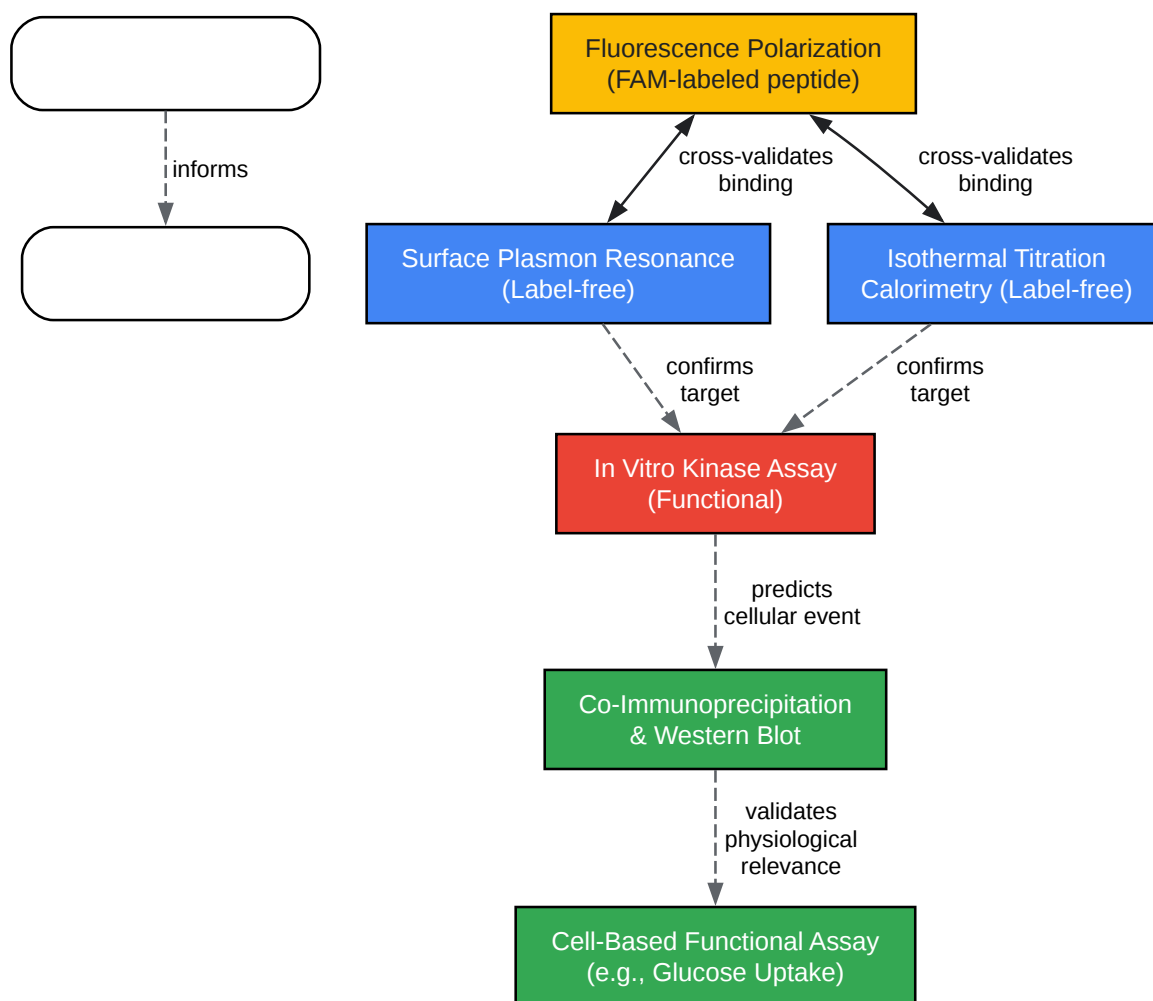 Fluorescence Polarization
(FAM-labeled peptide)
informs
cross-validates
binding
cross-validates
binding
Surface Plasmon Resonance
(Label-free)
Isothermal Titration
Calorimetry (Label-free)
confirms
target
confirms
target
In Vitro Kinase Assay
(Functional)
predicts
cellular event
Co-Immunoprecipitation
& Western Blot
validates
physiological
relevance
Cell-Based Functional Assay
(e.g., Glucose Uptake)